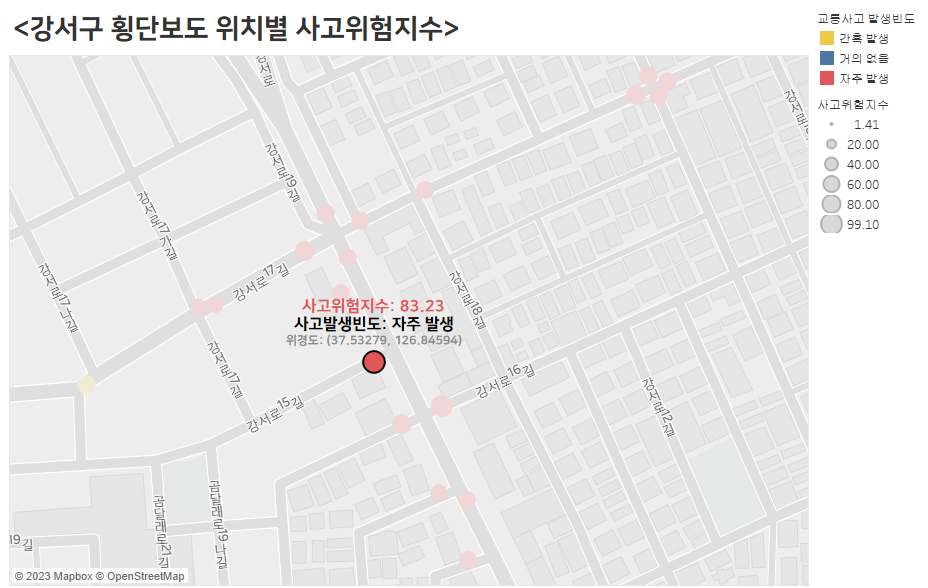 <강서구 횡단보도 위치별 사고위험지수>
교통사고 발생빈도
간혹 발생
거의 없음
자주 발생
사고위험지수
1.41
20.00
40.00
60.00
80.00
99.10
강서로
강서로
강서로19길
강서로17가길
강서로17나길
강서로17길
강서로17길
강서로18길
사고위험지수: 83.23
사고발생빈도: 자주 발생
위경도: (37.53279, 126.84594)
강서로16길
강서로15길
강서로12길
곰달래로21길
곰달래로19나길
19길
© 2023 Mapbox © OpenStreetMap